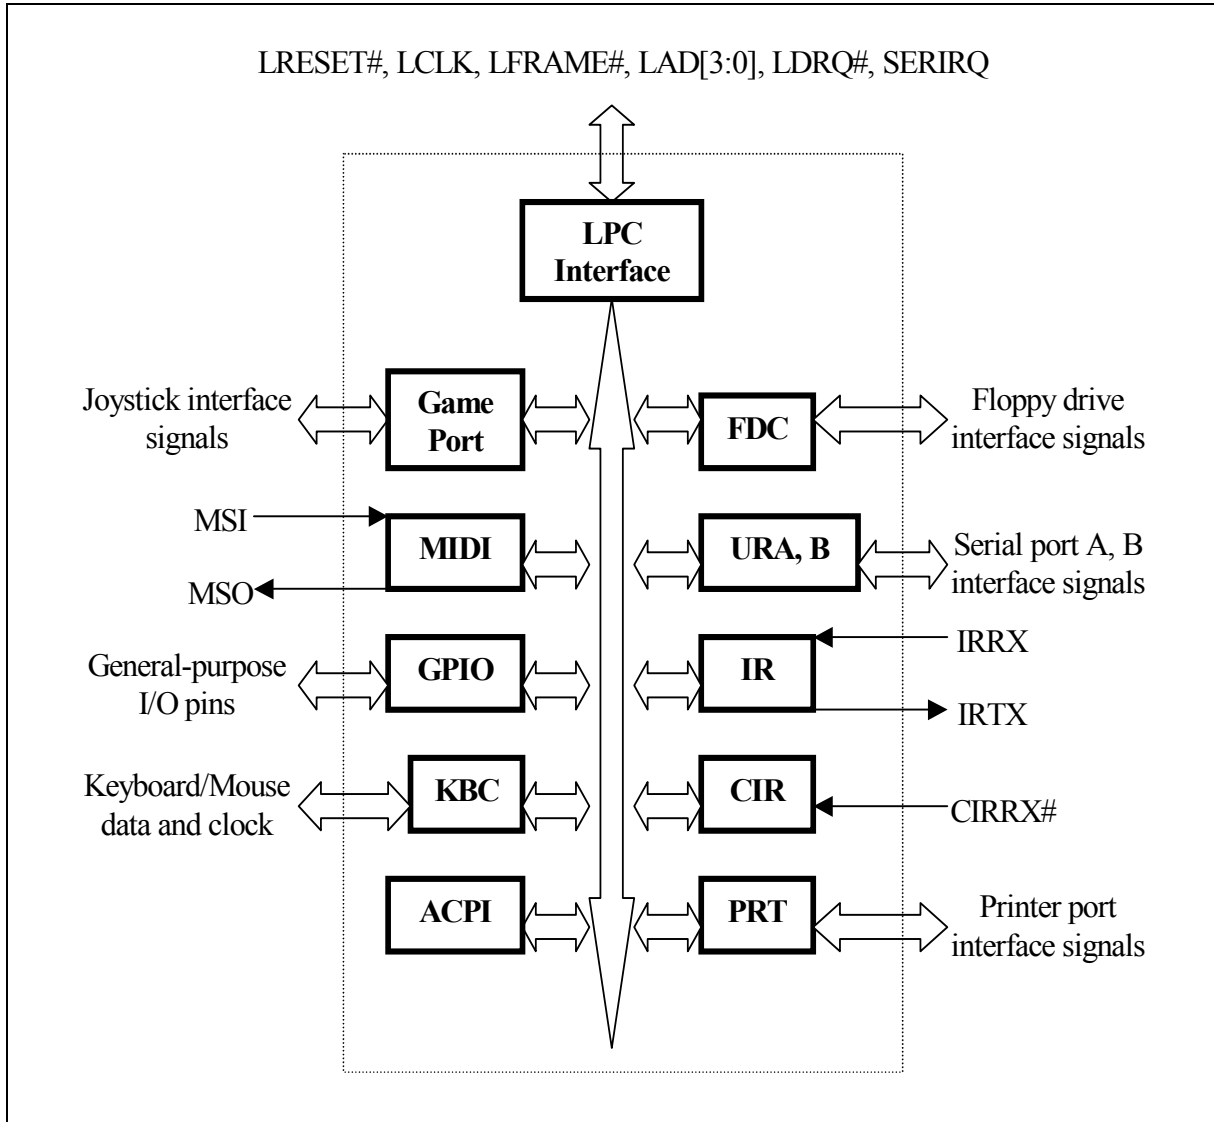 LRESET#, LCLK, LFRAME#, LAD[3:0], LDRQ#, SERIRQ
LPC
Interface
Joystick interface
signals
Game
Port
FDC
Floppy drive
interface signals
MSI
MSO
MIDI
URA, B
Serial port A, B
interface signals
General-purpose
I/O pins
GPIO
IR
IRRX
IRTX
Keyboard/Mouse
data and clock
KBC
CIR
CIRRX#
ACPI
PRT
Printer port
interface signals